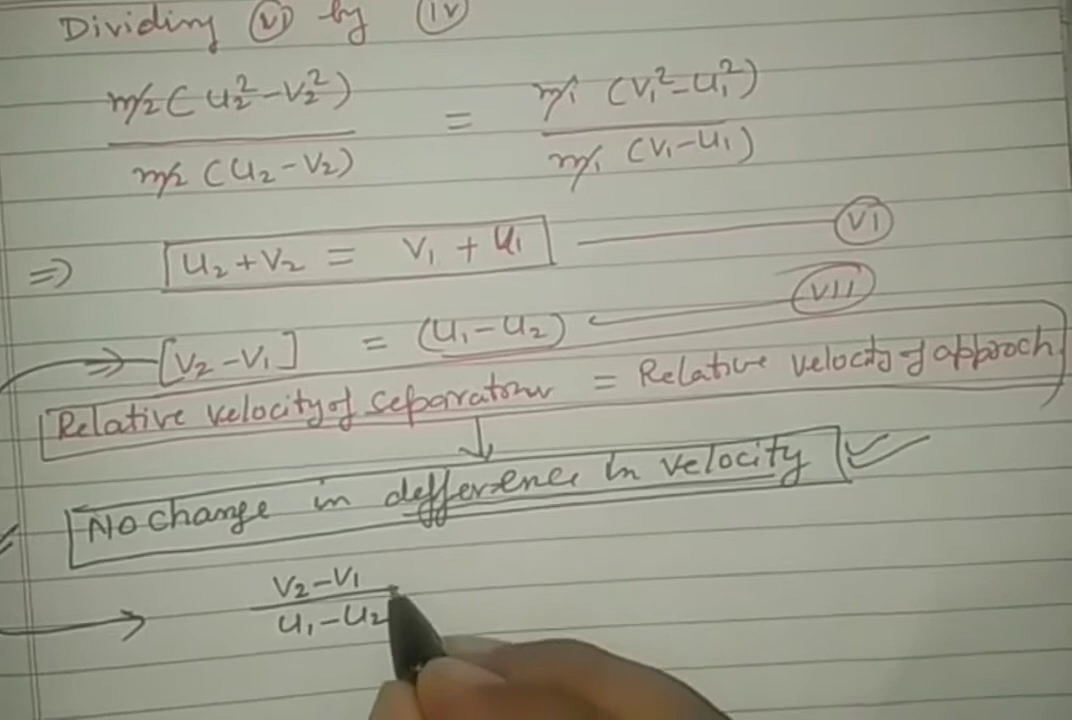 Dividing (vi) by (iv)
m2(u2²-v2²) / m2(u2-v2) = m1(v1²-u1²) / m1(v1-u1)
⇒ u2+v2 = v1+u1 — (VI)
⇒ [v2-v1] = (u1-u2) (VII)
Relative velocity of separation = Relative velocity of approch
↓
No change in defference in velocity
→ v2-v1 / u1-u2